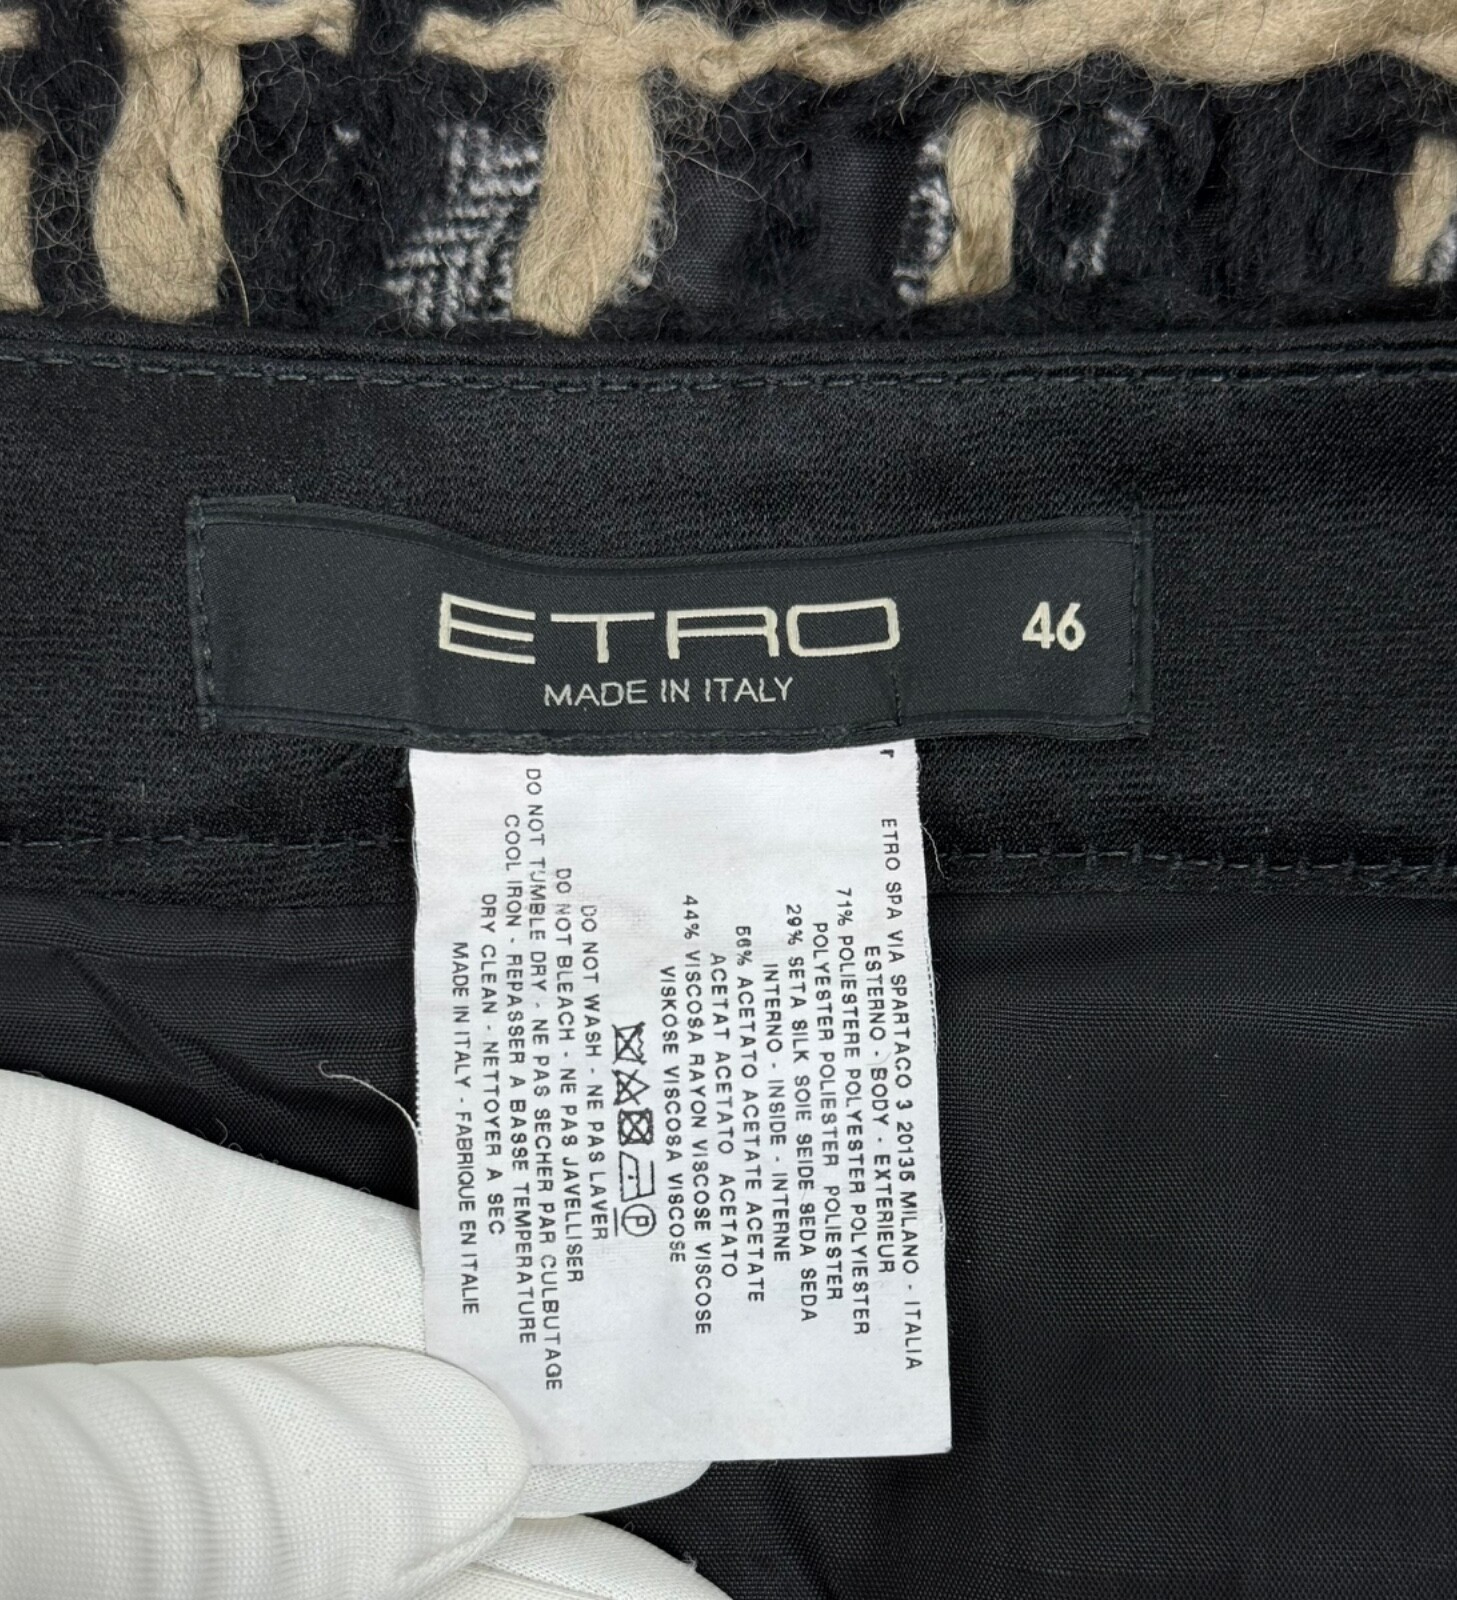 ETRO
46
MADE IN ITALY
ETRO SPA VIA SPARTACO 3 20135 MILANO - ITALIA
ESTERNO - BODY - EXTERIEUR
71% POLIESTERE POLYESTER POLYIESTER
POLYESTER POLIESTER POLIESTER
29% SETA SILK SOIE SEIDE SEDA SEDA
INTERNO - INSIDE - INTERNE
56% ACETATO ACETATE ACETATE
ACETAT ACETATO ACETATO
44% VISCOSA RAYON VISCOSE VISCOSE
VISKOSE VISCOSA VISCOSE
P
DO NOT WASH - NE PAS LAVER
DO NOT BLEACH - NE PAS JAVELLISER
DO NOT TUMBLE DRY - NE PAS SECHER PAR CULBUTAGE
COOL IRON - REPASSER A BASSE TEMPERATURE
DRY CLEAN - NETTOYER A SEC
MADE IN ITALY - FABRIQUE EN ITALIE